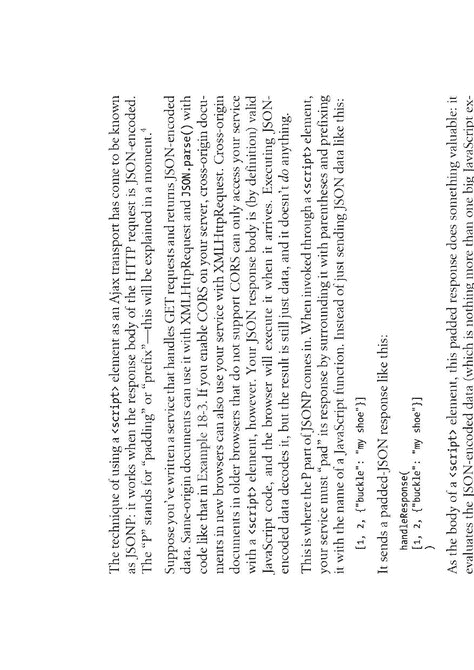 The technique of using a <script> element as an Ajax transport has come to be known
as JSONP: it works when the response body of the HTTP request is JSON-encoded.
The “P” stands for “padding” or “prefix”—this will be explained in a moment.4
Suppose you’ve written a service that handles GET requests and returns JSON-encoded
data. Same-origin documents can use it with XMLHttpRequest and JSON.parse() with
code like that in Example 18-3. If you enable CORS on your server, cross-origin docu-
ments in new browsers can also use your service with XMLHttpRequest. Cross-origin
documents in older browsers that do not support CORS can only access your service
with a <script> element, however. Your JSON response body is (by definition) valid
JavaScript code, and the browser will execute it when it arrives. Executing JSON-
encoded data decodes it, but the result is still just data, and it doesn’t do anything.
This is where the P part of JSONP comes in. When invoked through a <script> element,
your service must “pad” its response by surrounding it with parentheses and prefixing
it with the name of a JavaScript function. Instead of just sending JSON data like this:
[1, 2, {"buckle": "my shoe"}]
It sends a padded-JSON response like this:
handleResponse(
[1, 2, {"buckle": "my shoe"}]
)
As the body of a <script> element, this padded response does something valuable: it
evaluates the JSON-encoded data (which is nothing more than one big JavaScript ex-